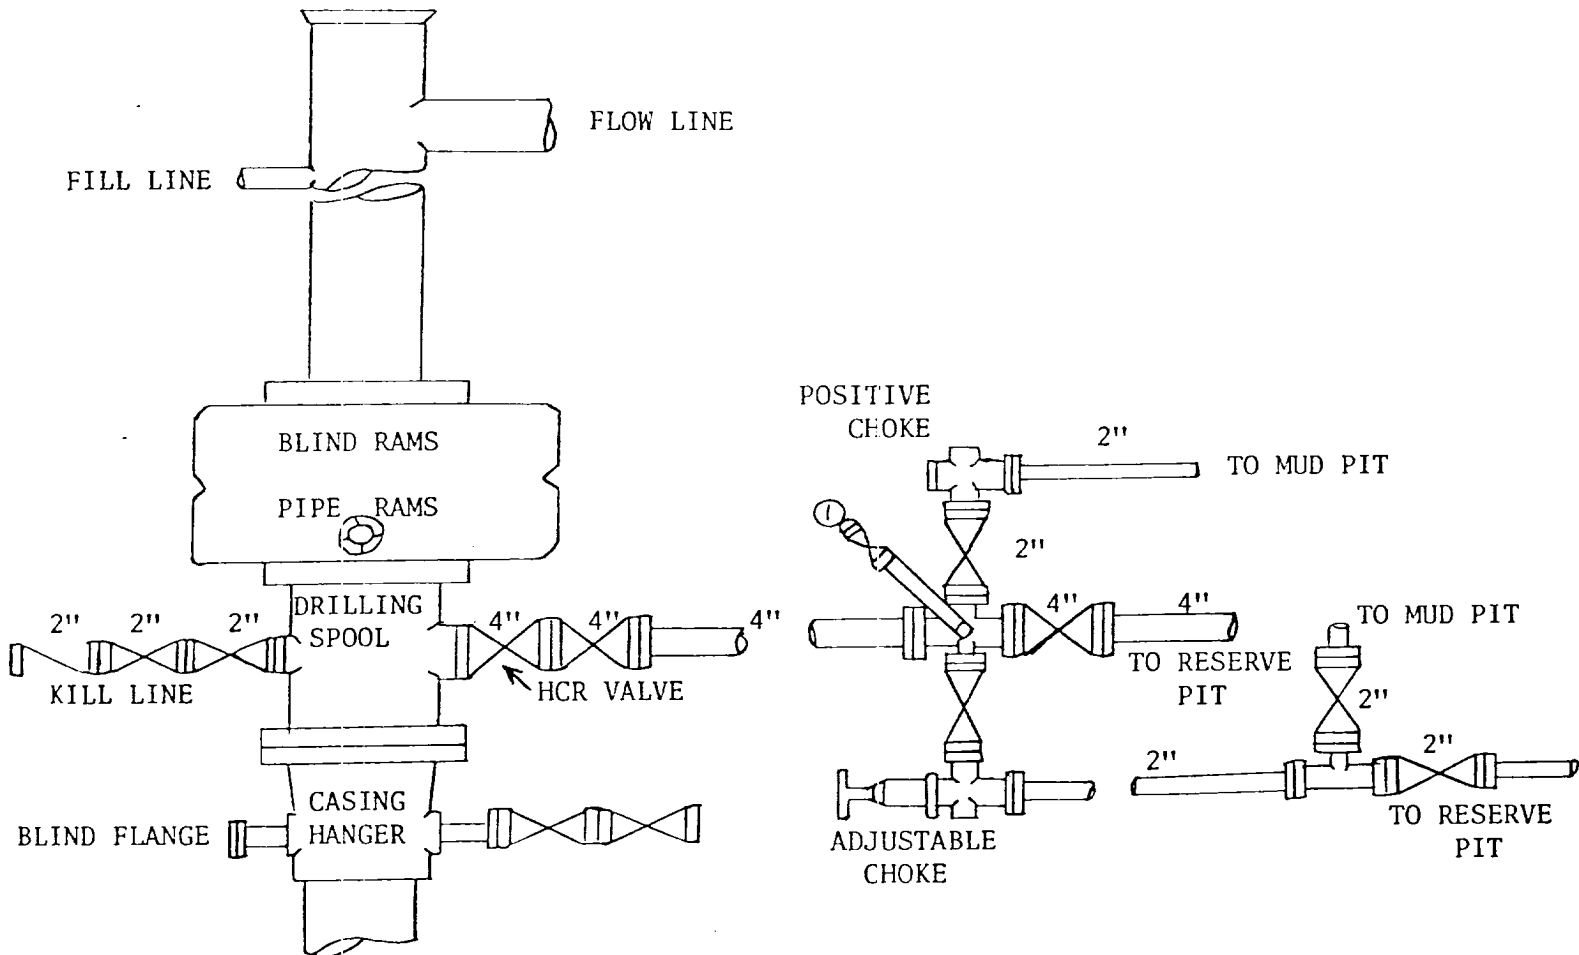 FLOW LINE
FILL LINE
BLIND RAMS
PIPE RAMS
DRILLING
SPOOL
2" 2" 2"
KILL LINE
4" 4" 4"
HCR VALVE
CASING
HANGER
BLIND FLANGE
POSITIVE
CHOKE
2"
TO MUD PIT
2"
4" 4"
TO RESERVE
PIT
ADJUSTABLE
CHOKE
TO MUD PIT
2"
2" 2"
TO RESERVE
PIT